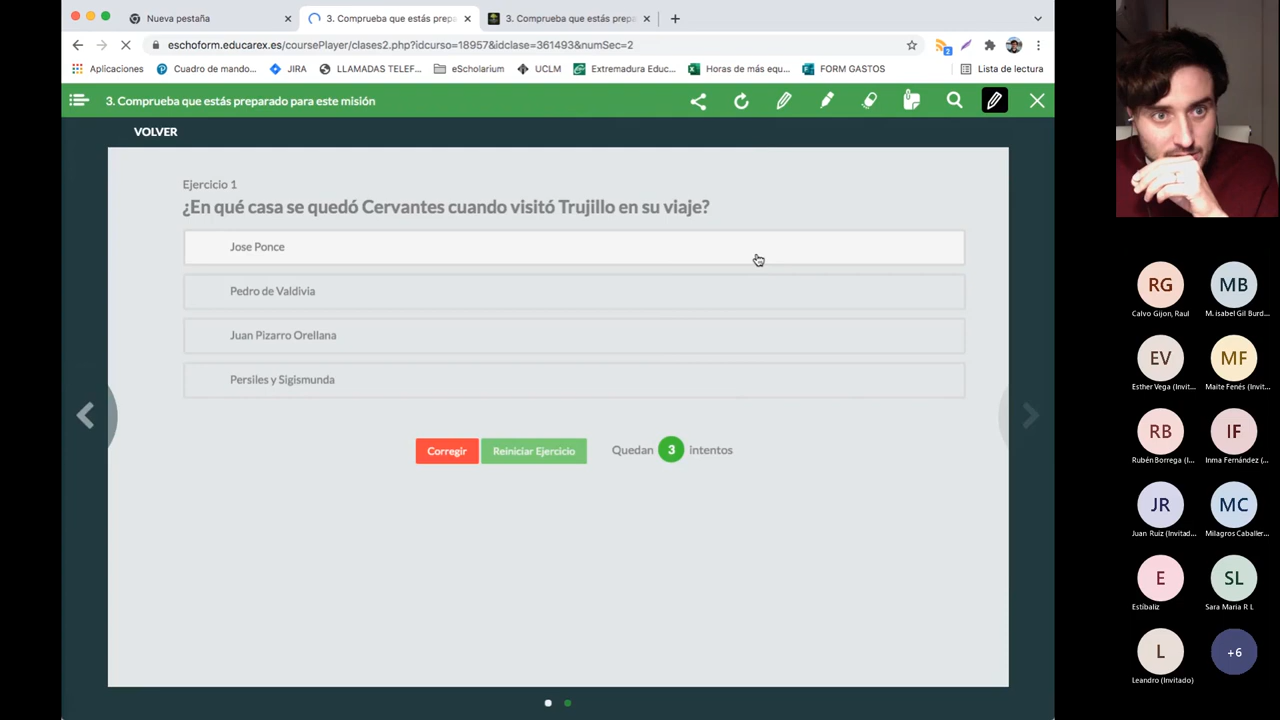 Nueva pestaña
3. Comprueba que estás prepa
3. Comprueba que estás prepa
eschoform.educarex.es/coursePlayer/clases2.php?idcurso=18957&idclase=361493&numSec=2
2
Aplicaciones
Cuadro de mando...
JIRA
LLAMADAS TELEF...
eScholarium
UCLM
Extremadura Educ...
Horas de más equ...
FORM GASTOS
Lista de lectura
3. Comprueba que estás preparado para este misión
VOLVER
Ejercicio 1
¿En qué casa se quedó Cervantes cuando visitó Trujillo en su viaje?
Jose Ponce
Pedro de Valdivia
Juan Pizarro Orellana
Persiles y Sigismunda
Corregir
Reiniciar Ejercicio
Quedan 3 intentos
RG
Calvo Gijon, Raul
MB
M. isabel Gil Burd...
EV
Esther Vega (Invit...
MF
Maite Fenés (Invit...
RB
Rubén Borrega (I...
IF
Inma Fernández (...
JR
Juan Ruiz (Invitad...
MC
Milagros Caballer...
E
Estíbaliz
SL
Sara Maria R L
L
Leandro (Invitado)
+6